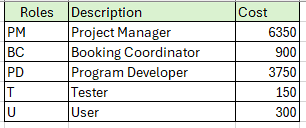 Roles Description Cost
PM Project Manager 6350
BC Booking Coordinator 900
PD Program Developer 3750
T Tester 150
U User 300